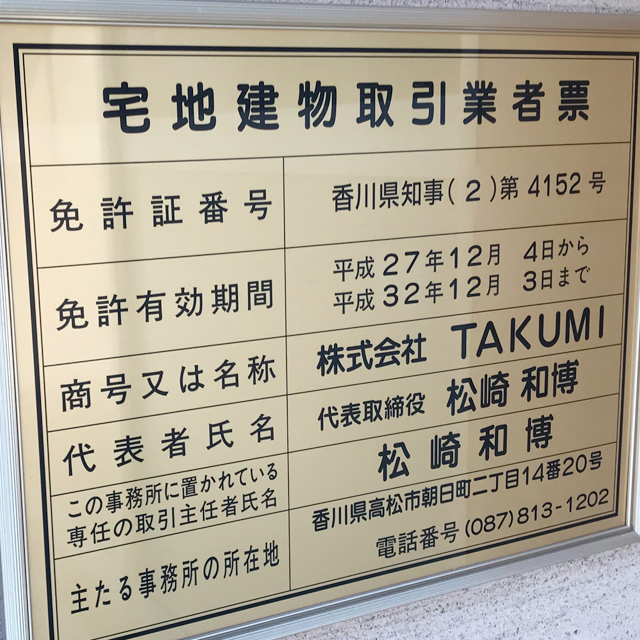 宅地建物取引業者票
免許証番号 香川県知事(2)第4152号
免許有効期間 平成27年12月 4日から
平成32年12月 3日まで
商号又は名称 株式会社 TAKUMI
代表者氏名 代表取締役 松崎和博
この事務所に置かれている
専任の取引主任者氏名 松崎和博
主たる事務所の所在地 香川県高松市朝日町二丁目14番20号
電話番号(087)813-1202